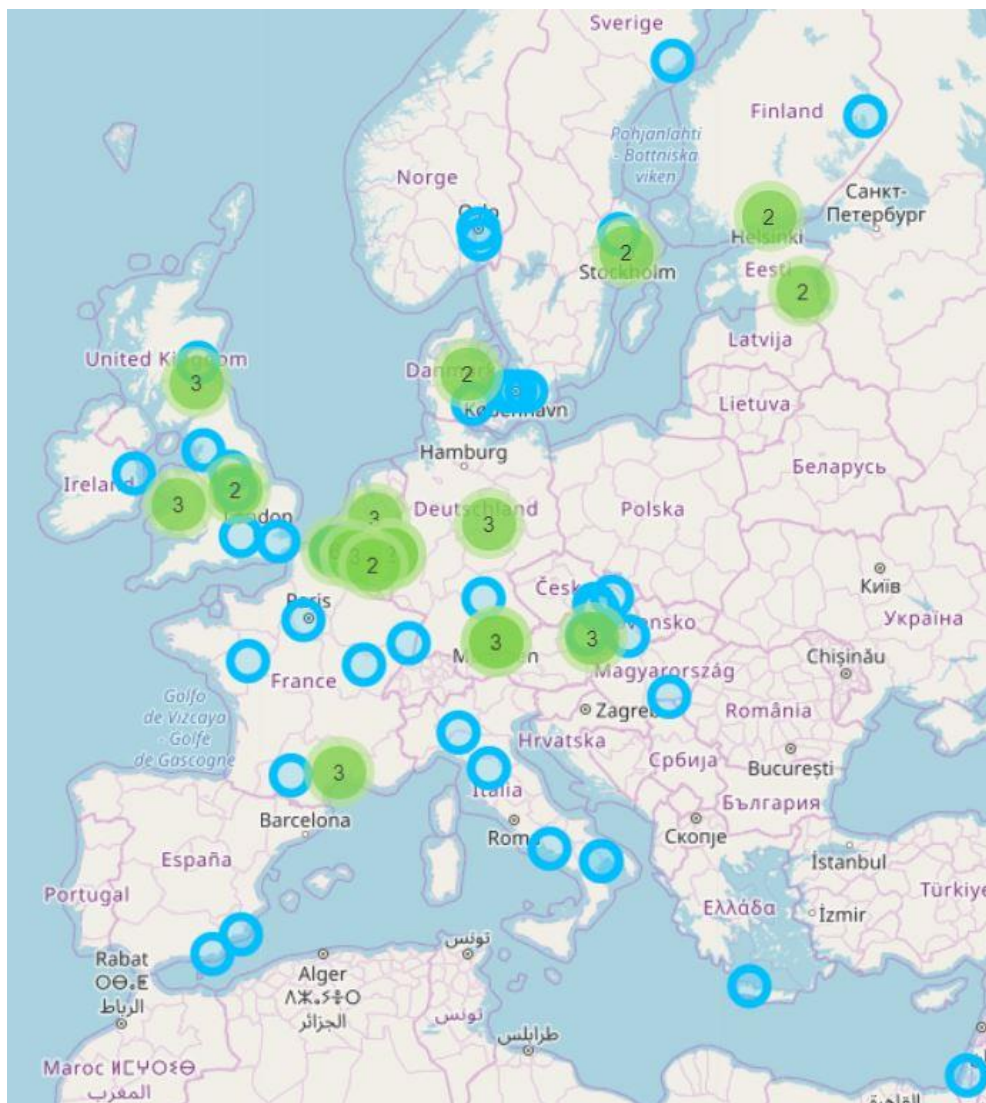 Sverige
Finland
Pohjanlahti
- Bottniska
viken
Norge
Санкт-
Петербург
Oslo
2
Helsinki
2
Stockholm
Eesti
2
Latvija
United Kingdom
3
Danmark
2
København
Lietuva
Hamburg
Беларусь
Ireland
3
2
London
3
Deutschland
3
Polska
3
2
Київ
Česko
Україна
Paris
Slovensko
3
München
3
Magyarország
Chișinău
France
Golfo
de Vizcaya
- Golfe
de Gascogne
Zagreb
Hrvatska
România
București
Србија
3
Italia
България
Barcelona
Roma
Скопје
İstanbul
España
Portugal
Ελλάδα
İzmir
Türkiye
Rabat
ⵔⴱⴰⵟ
الرباط
Alger
الجزائر
تونس
تونس
طرابلس
Maroc ⵍⵎⵖⵔⵉⴱ
المغرب
القاهرة